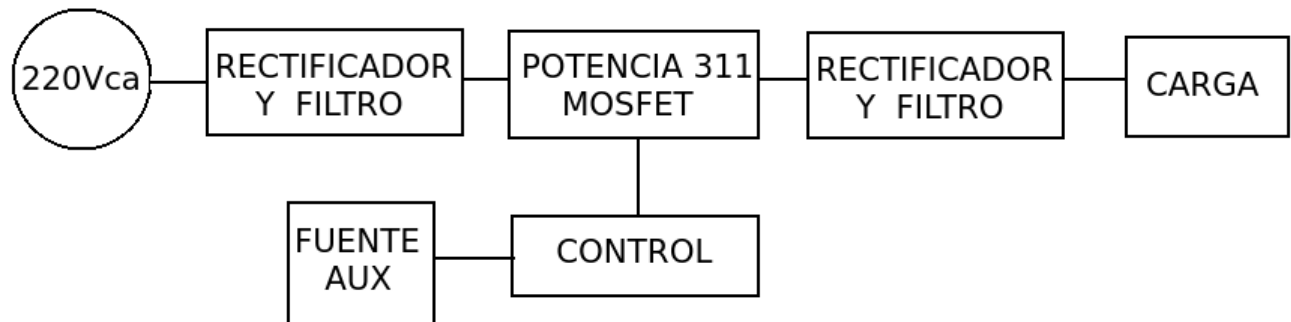 220Vca
RECTIFICADOR
Y FILTRO
POTENCIA 311
MOSFET
RECTIFICADOR
Y FILTRO
CARGA
FUENTE
AUX
CONTROL